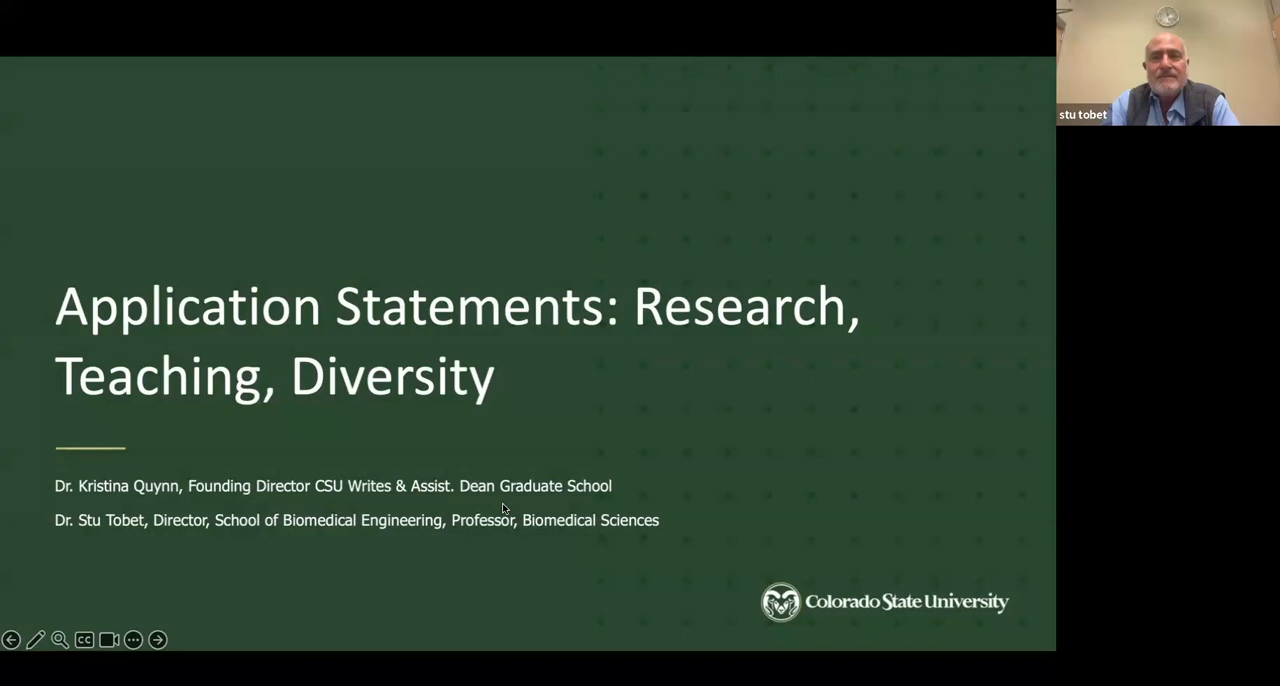 Application Statements: Research,
Teaching, Diversity
Dr. Kristina Quynn, Founding Director CSU Writes & Assist. Dean Graduate School
Dr. Stu Tobet, Director, School of Biomedical Engineering, Professor, Biomedical Sciences
Colorado State University
CC
stu tobet